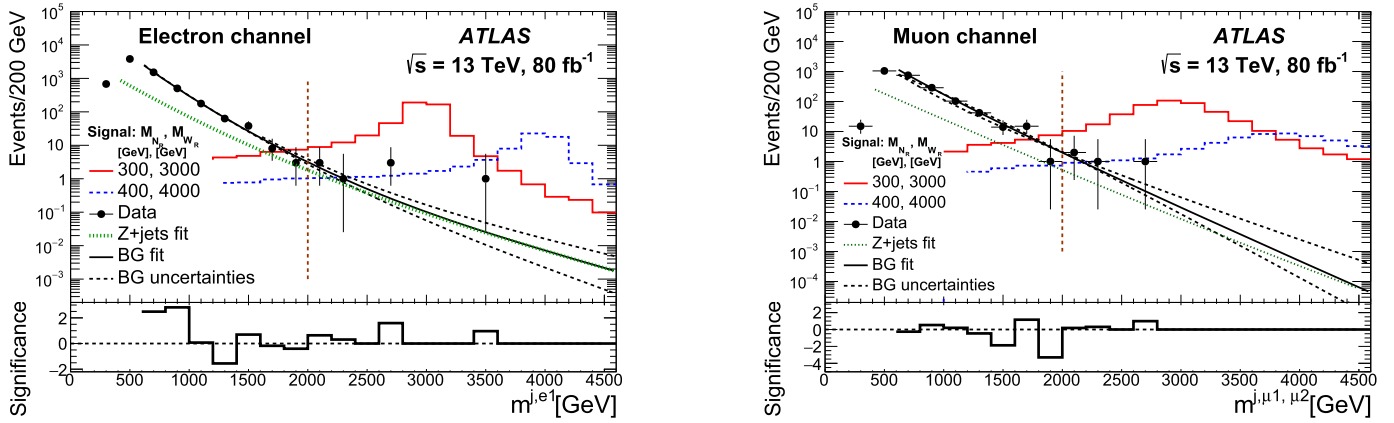 Events/200 GeV
10⁵
10⁴
10³
10²
10
1
10⁻¹
10⁻²
10⁻³
Electron channel
ATLAS
√s = 13 TeV, 80 fb⁻¹
Signal: M_{N_R}, M_{W_R}
[GeV], [GeV]
300, 3000
400, 4000
Data
Z+jets fit
BG fit
BG uncertainties
Significance
2
0
−2
0 500 1000 1500 2000 2500 3000 3500 4000 4500
m^{j,e1}[GeV]
Events/200 GeV
10⁵
10⁴
10³
10²
10
1
10⁻¹
10⁻²
10⁻³
10⁻⁴
Muon channel
ATLAS
√s = 13 TeV, 80 fb⁻¹
Signal: M_{N_R}, M_{W_R}
[GeV], [GeV]
300, 3000
400, 4000
Data
Z+jets fit
BG fit
BG uncertainties
Significance
2
0
−2
−4
0 500 1000 1500 2000 2500 3000 3500 4000 4500
m^{j,μ1, μ2}[GeV]